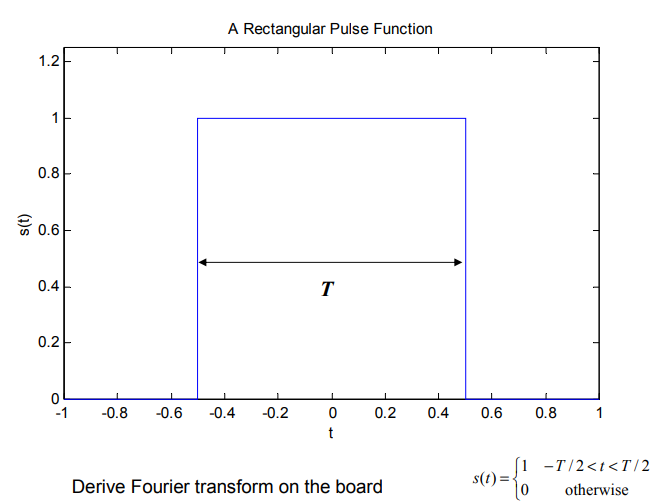 A Rectangular Pulse Function
1.2
1
0.8
0.6
0.4
0.2
0
s(t)
T
-1 -0.8 -0.6 -0.4 -0.2 0 0.2 0.4 0.6 0.8 1
t
Derive Fourier transform on the board
s(t) = {1 −T/2<t<T/2
0 otherwise